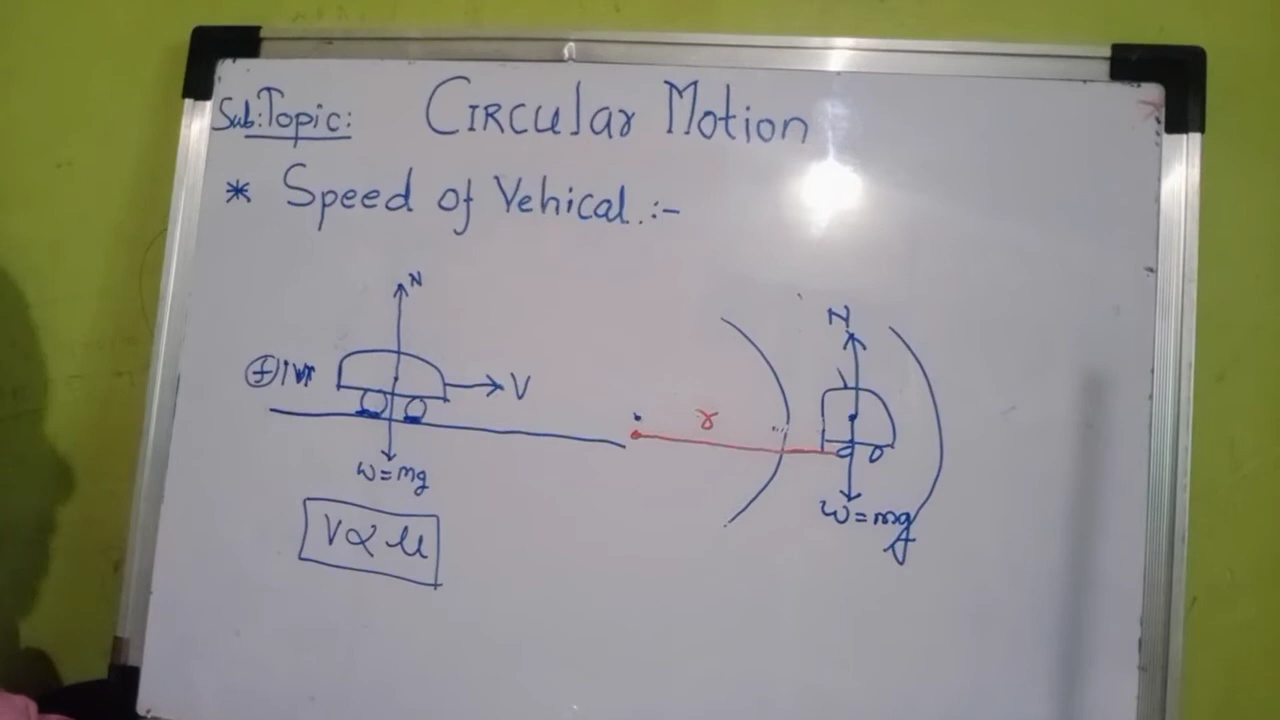 Sub:Topic: CIRCular Motion
* Speed of Vehical.:-
N
V
W=mg
V∝μ
N
r
W=mg